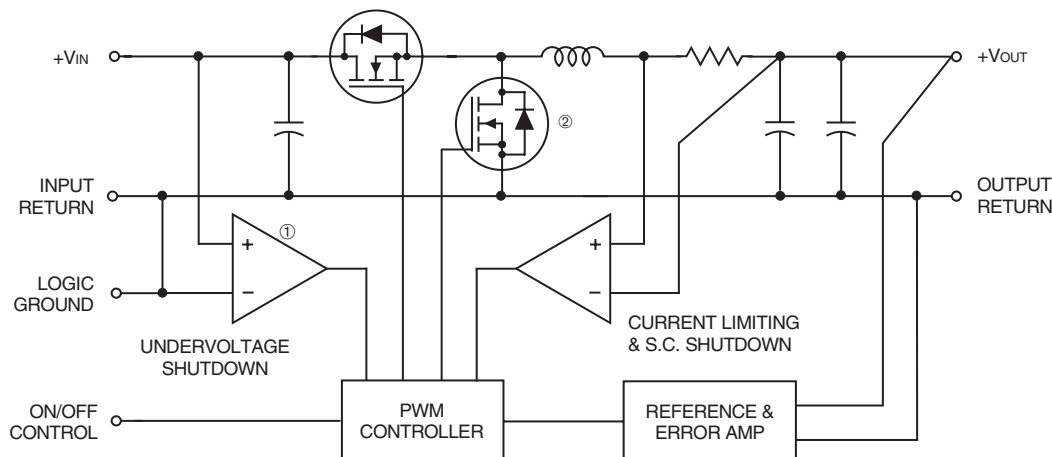 +VIN
+VOUT
②
INPUT
RETURN
OUTPUT
RETURN
①
+
−
+
−
LOGIC
GROUND
UNDERVOLTAGE
SHUTDOWN
CURRENT LIMITING
& S.C. SHUTDOWN
ON/OFF
CONTROL
PWM
CONTROLLER
REFERENCE &
ERROR AMP